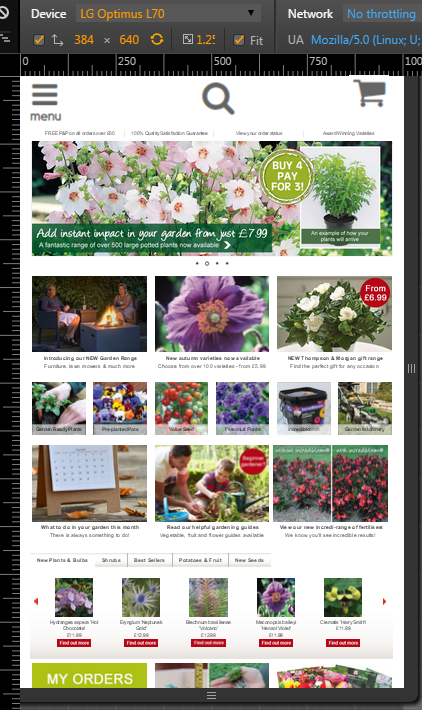 Device LG Optimus L70 Network No throttling
384 × 640 1.25 Fit UA Mozilla/5.0 (Linux; U;
0 250 500 750 1000
menu
FREE P&P on all orders over £50 100% Quality Satisfaction Guarantee View your order status Award Winning Varieties
BUY 4
PAY
FOR 3!
Add instant impact in your garden from just £7.99
A fantastic range of over 500 large potted plants now available
An example of how your
plants will arrive
From
£6.99
Introducing our NEW Garden Range
Furniture, lawn mowers & much more
New autumn varieties now available
Choose from over 100 varieties - from £5.99
NEW Thompson & Morgan gift range
Find the perfect gift for any occasion
Garden Ready Plants Pre-planted Pots Value Seed Perennial Plants incredibloom® Garden Machinery
Beginner
gardener?
without incredibloom® with incredibloom®
What to do in your garden this month
There is always something to do!
Read our helpful gardening guides
Vegetable, fruit and flower guides available
View our new incredi-range of fertilisers
We know you'll see incredible results!
New Plants & Bulbs Shrubs Best Sellers Potatoes & Fruit New Seeds
Hydrangea aspera 'Hot
Chocolate'
£11.99
Find out more
Eryngium 'Neptune's
Gold'
£12.99
Find out more
Blechnum brasiliense
'Volcano'
£12.99
Find out more
Meconopsis baileyi
'Hensol Violet'
£11.99
Find out more
Clematis 'Harry Smith'
£11.99
Find out more
MY ORDERS